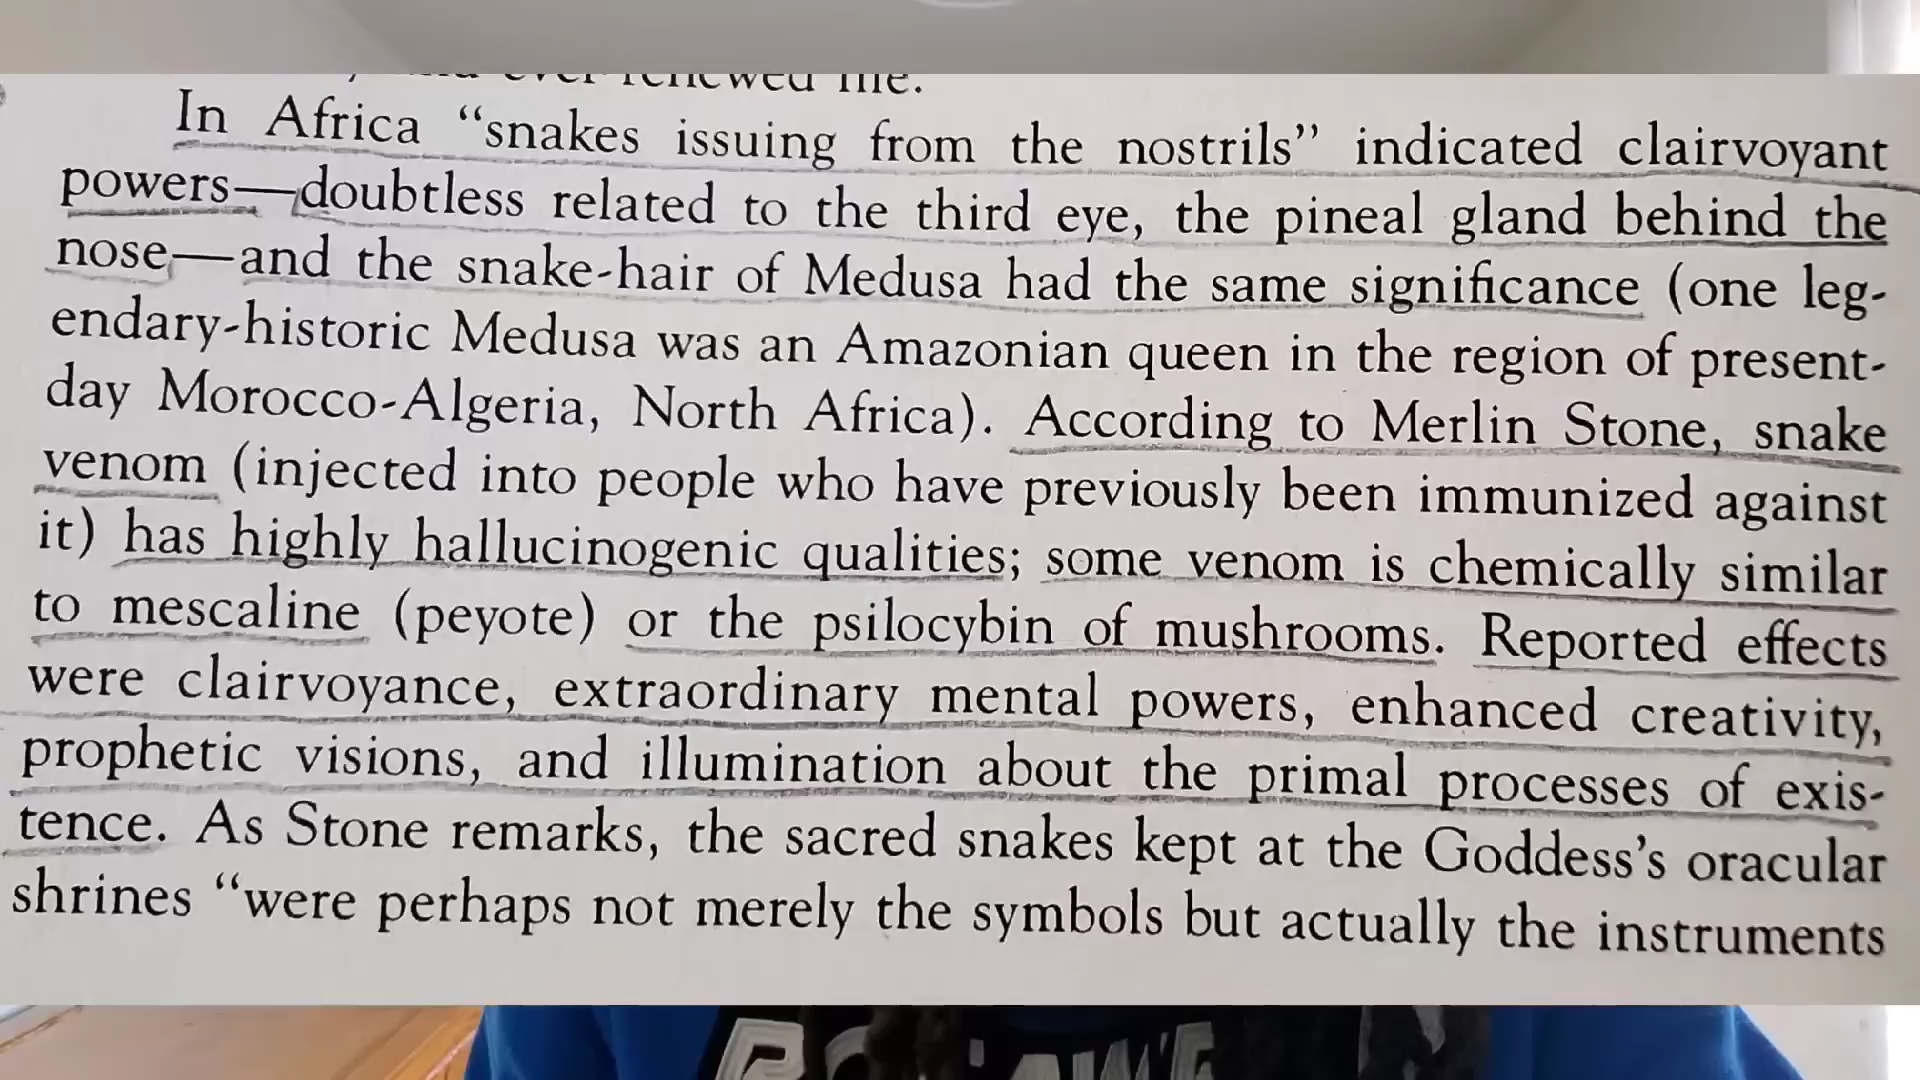 ever renewed life.
In Africa “snakes issuing from the nostrils” indicated clairvoyant
powers—doubtless related to the third eye, the pineal gland behind the
nose—and the snake-hair of Medusa had the same significance (one leg-
endary-historic Medusa was an Amazonian queen in the region of present-
day Morocco-Algeria, North Africa). According to Merlin Stone, snake
venom (injected into people who have previously been immunized against
it) has highly hallucinogenic qualities; some venom is chemically similar
to mescaline (peyote) or the psilocybin of mushrooms. Reported effects
were clairvoyance, extraordinary mental powers, enhanced creativity,
prophetic visions, and illumination about the primal processes of exis-
tence. As Stone remarks, the sacred snakes kept at the Goddess’s oracular
shrines “were perhaps not merely the symbols but actually the instruments